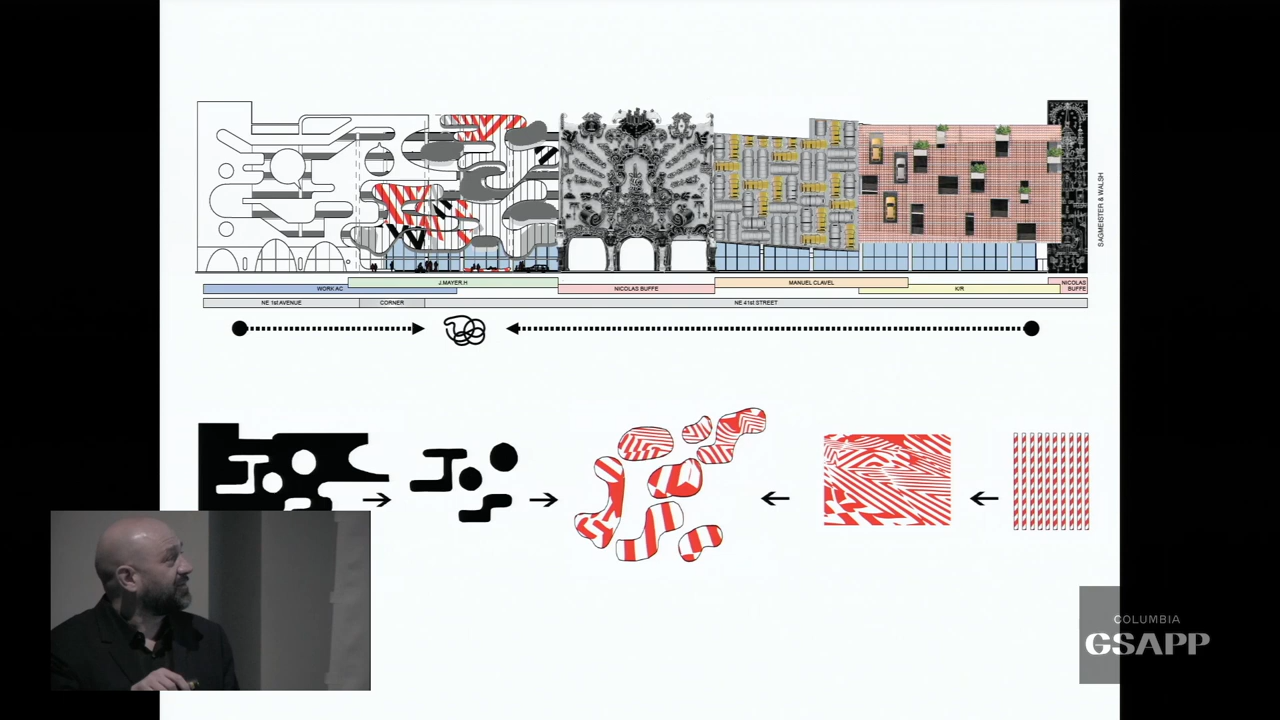 SAGMEISTER & WALSH
J.MAYER.H
MANUEL CLAVEL
NICOLAS
WORK AC
NICOLAS BUFFE
K/R
BUFFE
NE 1st AVENUE
CORNER
NE 41st STREET
COLUMBIA
GSAPP